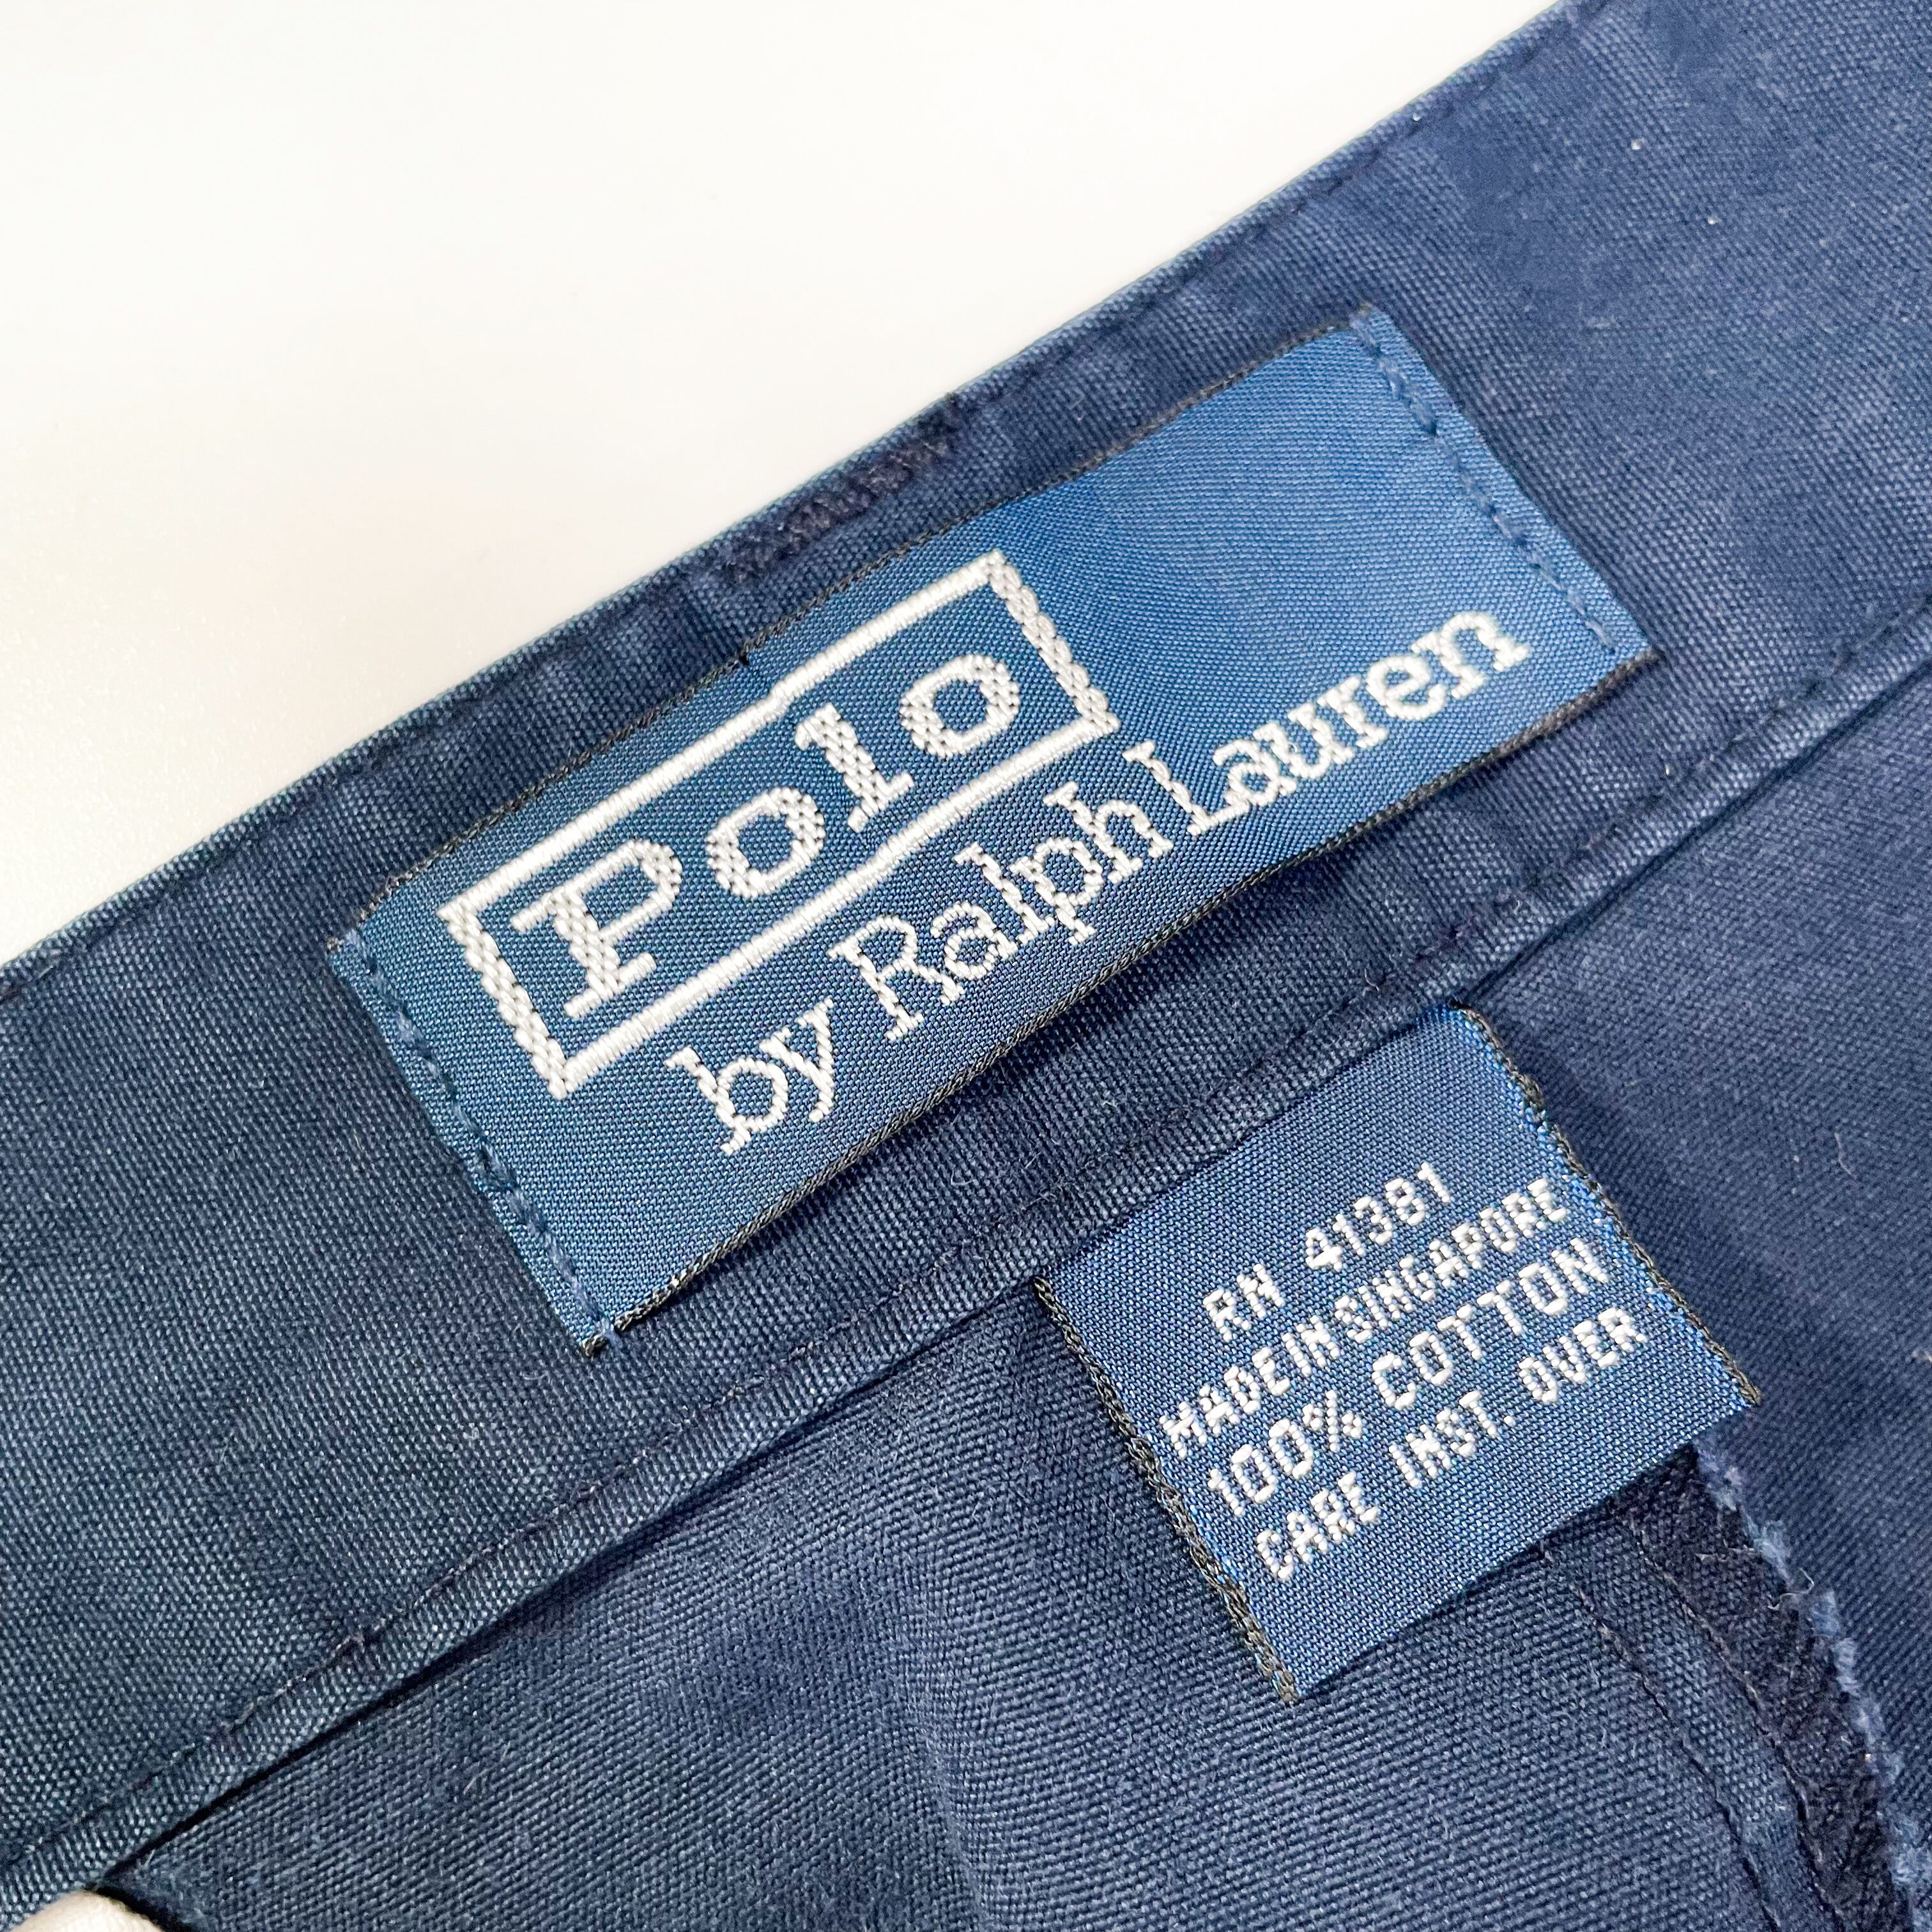 Polo
by Ralph Lauren
RN 41381
MADE IN SINGAPORE
100% COTTON
CARE INST. OVER